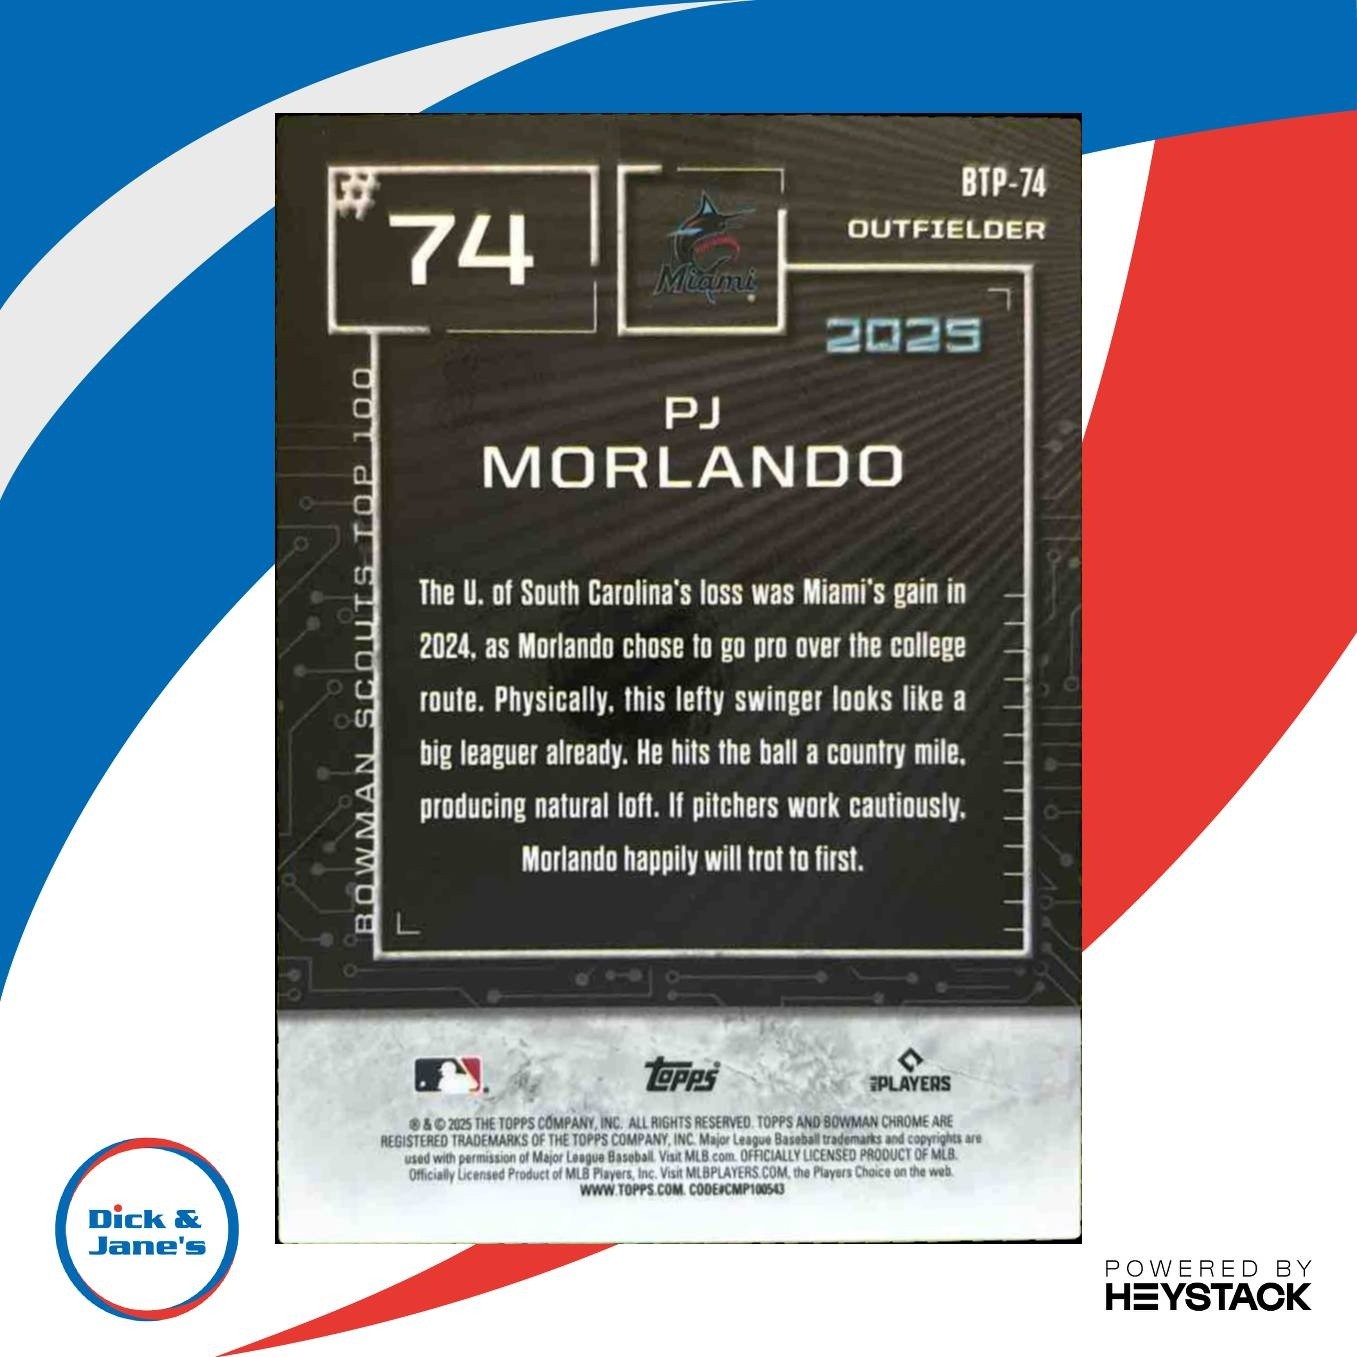 BTP-74
OUTFIELDER
# 74
Miami
2025
BOWMAN SCOUTS TOP 100
PJ
MORLANDO
The U. of South Carolina's loss was Miami's gain in
2024, as Morlando chose to go pro over the college
route. Physically, this lefty swinger looks like a
big leaguer already. He hits the ball a country mile,
producing natural loft. If pitchers work cautiously,
Morlando happily will trot to first.
Topps
MLB PLAYERS
® & © 2025 THE TOPPS COMPANY, INC. ALL RIGHTS RESERVED. TOPPS AND BOWMAN CHROME ARE
REGISTERED TRADEMARKS OF THE TOPPS COMPANY, INC. Major League Baseball trademarks and copyrights are
used with permission of Major League Baseball. Visit MLB.com. OFFICIALLY LICENSED PRODUCT OF MLB.
Officially Licensed Product of MLB Players, Inc. Visit MLBPLAYERS.COM, the Players Choice on the web.
WWW.TOPPS.COM. CODE#CMP100543
Dick &
Jane's
POWERED BY
HEYSTACK